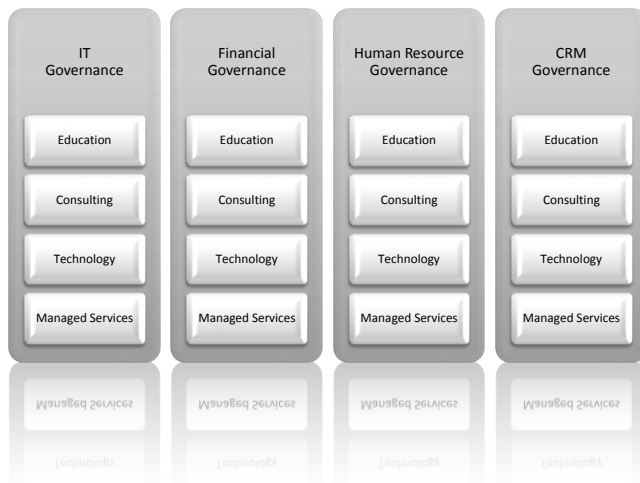 IT
Governance
Education
Consulting
Technology
Managed Services
Financial
Governance
Education
Consulting
Technology
Managed Services
Human Resource
Governance
Education
Consulting
Technology
Managed Services
CRM
Governance
Education
Consulting
Technology
Managed Services